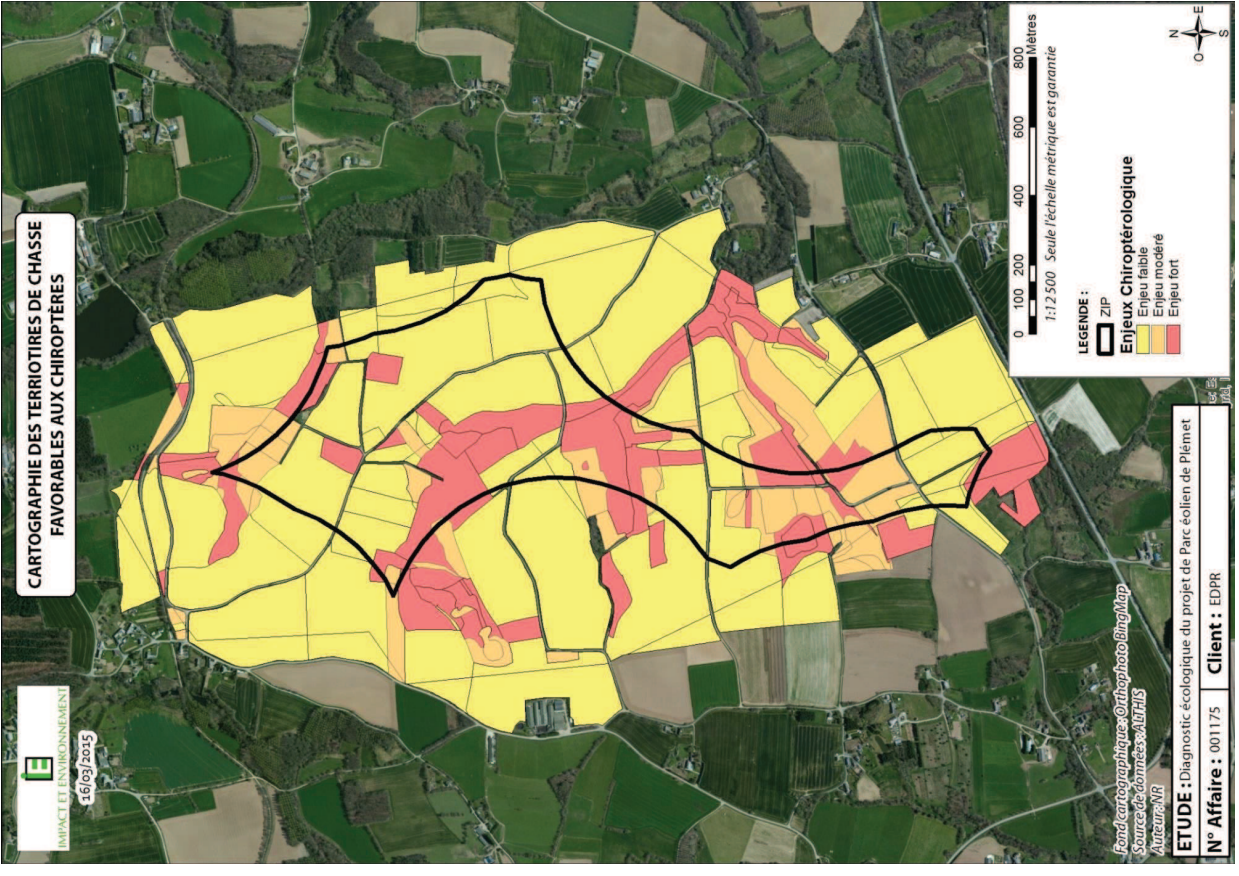 IMPACT ET ENVIRONNEMENT
16/03/2015
CARTOGRAPHIE DES TERRIOTIRES DE CHASSE
FAVORABLES AUX CHIROPTÈRES
Fond cartographique : Orthophoto BingMap
Source de données : ALTHIS
Auteur : NR
ETUDE : Diagnostic écologique du projet de Parc éolien de Plémet
N° Affaire : 001175
Client : EDPR
0 100 200 400 600 800
Mètres
1:12 500 Seule l'échelle métrique est garantie
LEGENDE :
ZIP
Enjeux Chiroptérologique
Enjeu faible
Enjeu modéré
Enjeu fort
N
E
S
O